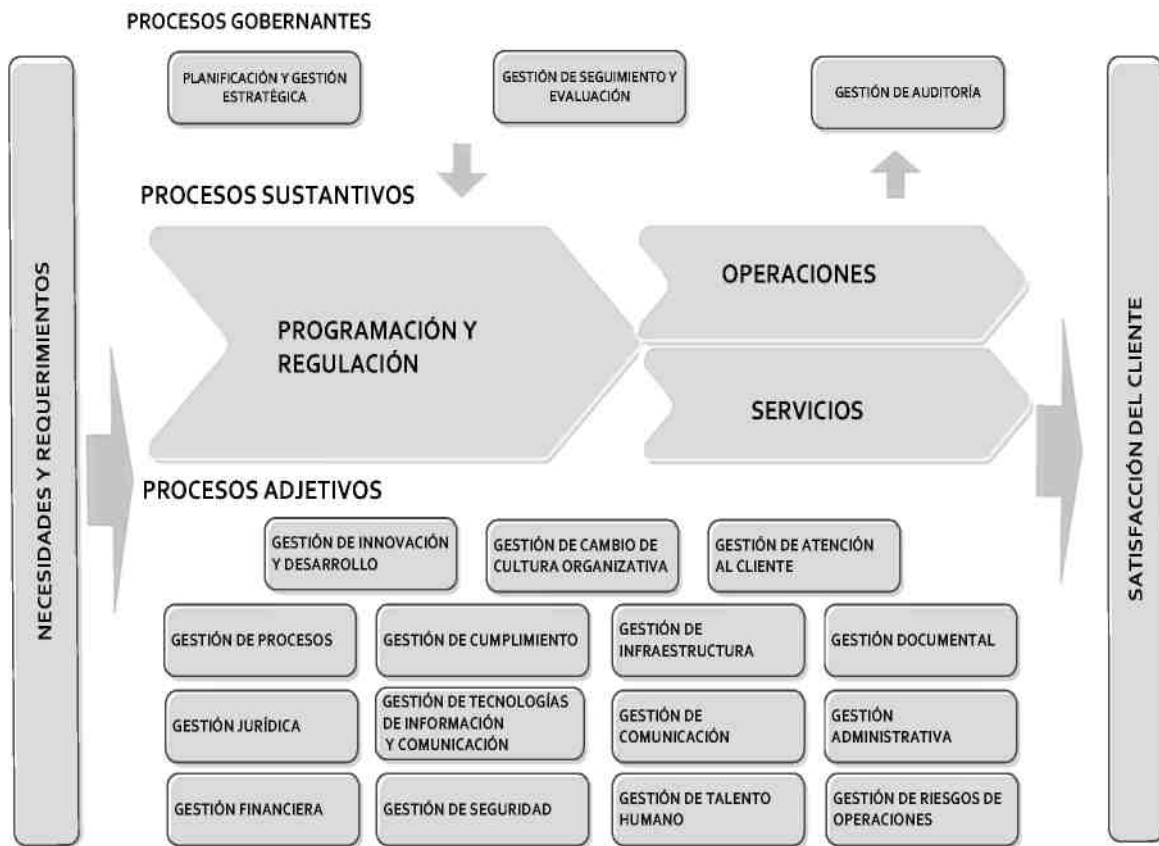 PROCESOS GOBERNANTES
PLANIFICACIÓN Y GESTIÓN
ESTRATÉGICA
GESTIÓN DE SEGUIMIENTO Y
EVALUACIÓN
GESTIÓN DE AUDITORÍA
NECESIDADES Y REQUERIMIENTOS
PROCESOS SUSTANTIVOS
PROGRAMACIÓN Y
REGULACIÓN
OPERACIONES
SERVICIOS
SATISFACCIÓN DEL CLIENTE
PROCESOS ADJETIVOS
GESTIÓN DE INNOVACIÓN
Y DESARROLLO
GESTIÓN DE CAMBIO DE
CULTURA ORGANIZATIVA
GESTIÓN DE ATENCIÓN
AL CLIENTE
GESTIÓN DE PROCESOS
GESTIÓN DE CUMPLIMIENTO
GESTIÓN DE
INFRAESTRUCTURA
GESTIÓN DOCUMENTAL
GESTIÓN JURÍDICA
GESTIÓN DE TECNOLOGÍAS
DE INFORMACIÓN
Y COMUNICACIÓN
GESTIÓN DE
COMUNICACIÓN
GESTIÓN
ADMINISTRATIVA
GESTIÓN FINANCIERA
GESTIÓN DE SEGURIDAD
GESTIÓN DE TALENTO
HUMANO
GESTIÓN DE RIESGOS DE
OPERACIONES